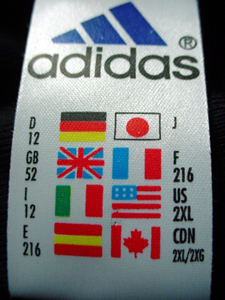 ®
adidas
D J
12
GB F
52 216
I US
12 2XL
E CDN
216 2XL/2XG